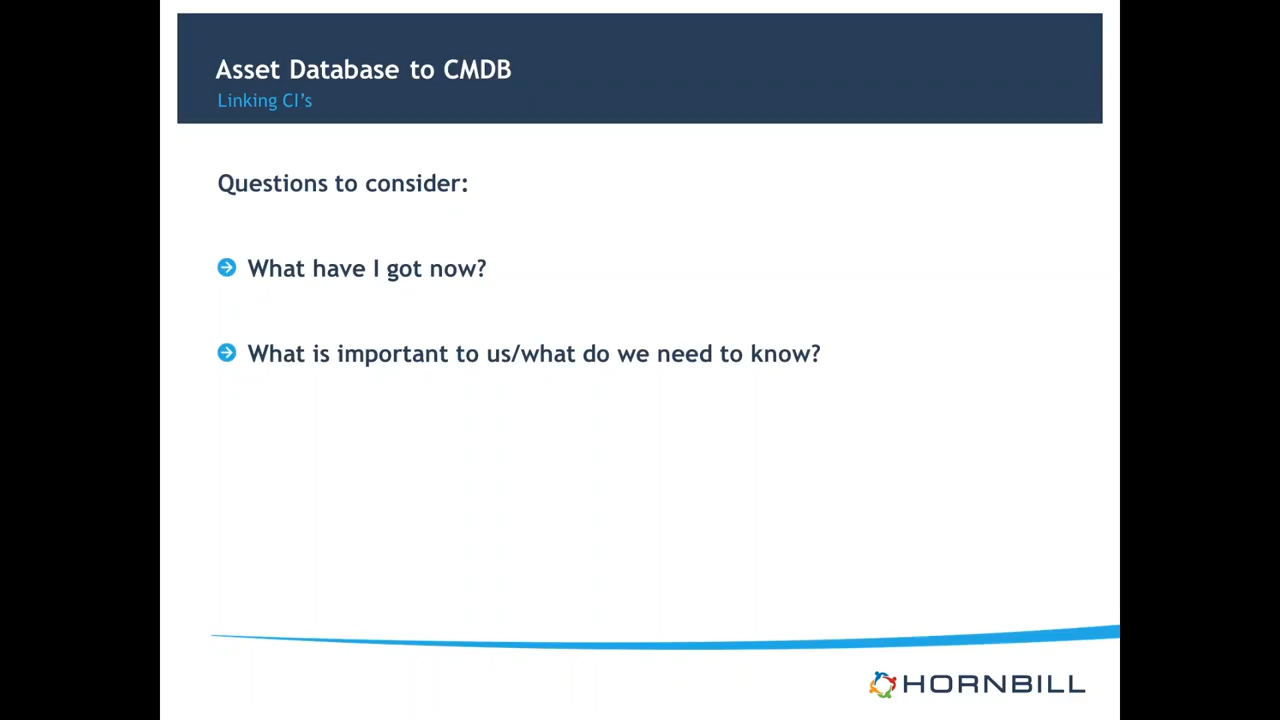 Asset Database to CMDB
Linking CI's
Questions to consider:
What have I got now?
What is important to us/what do we need to know?
HORNBILL